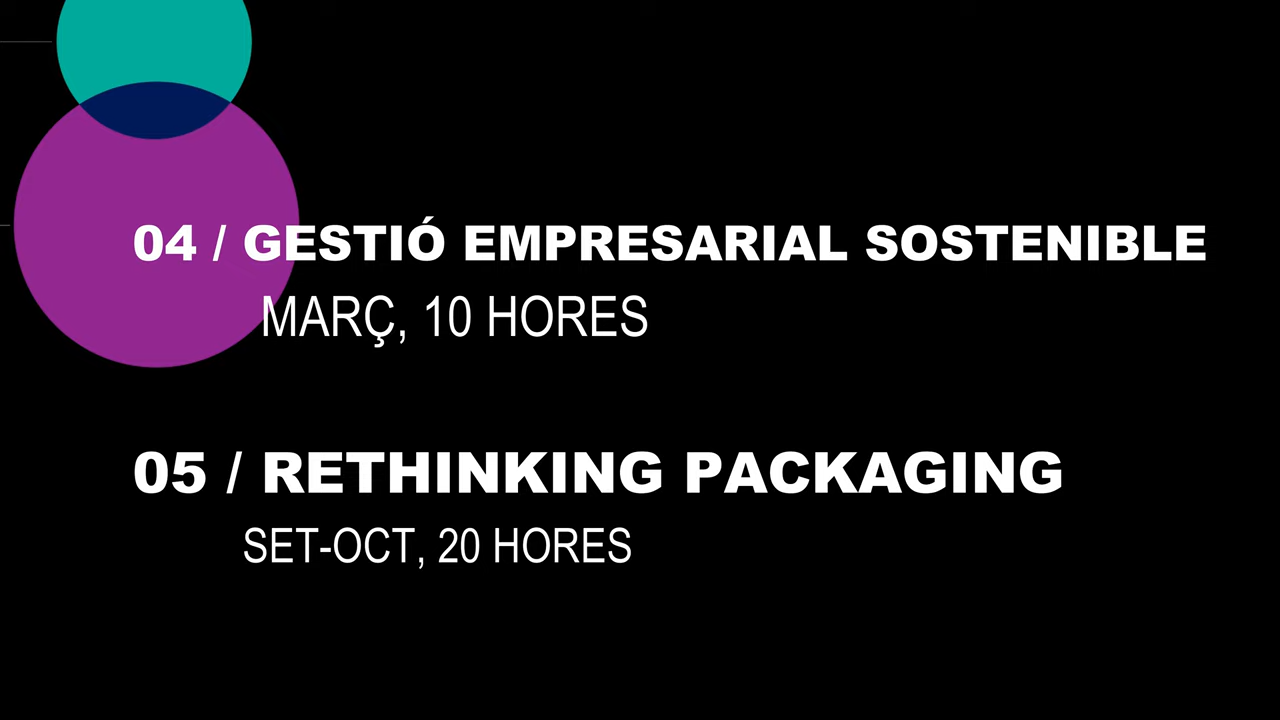 04 / GESTIÓ EMPRESARIAL SOSTENIBLE
MARÇ, 10 HORES
05 / RETHINKING PACKAGING
SET-OCT, 20 HORES